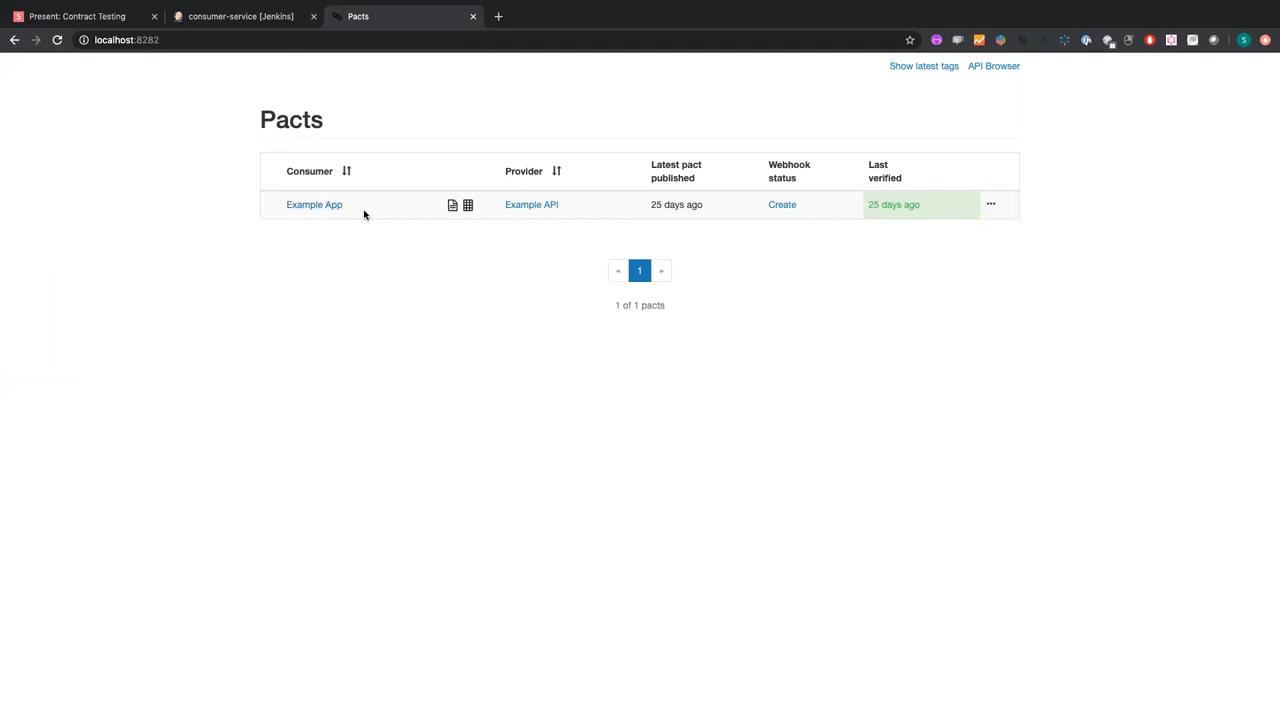 Present: Contract Testing
consumer-service [Jenkins]
Pacts
localhost:8282
Show latest tags API Browser
Pacts
Consumer Provider Latest pact published Webhook status Last verified
Example App Example API 25 days ago Create 25 days ago ...
« 1 »
1 of 1 pacts